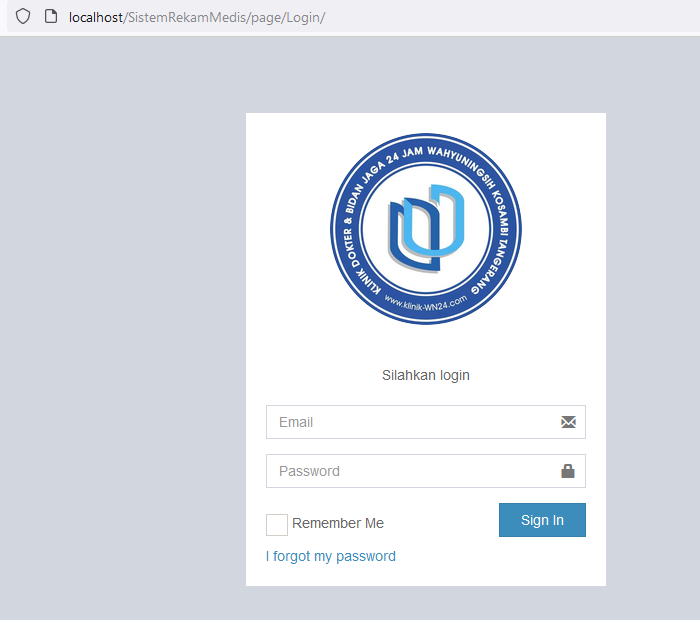 localhost/SistemRekamMedis/page/Login/
KLINIK DOKTER & BIDAN JAGA 24 JAM WAHYUNINGSIH KOSAMBI TANGERANG
www.klinik-WN24.com
Silahkan login
Email
Password
Remember Me
Sign In
I forgot my password